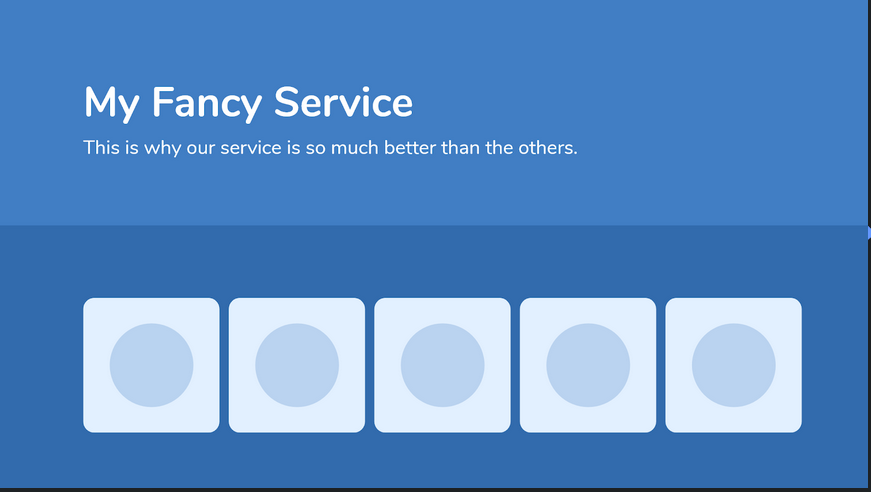 My Fancy Service
This is why our service is so much better than the others.